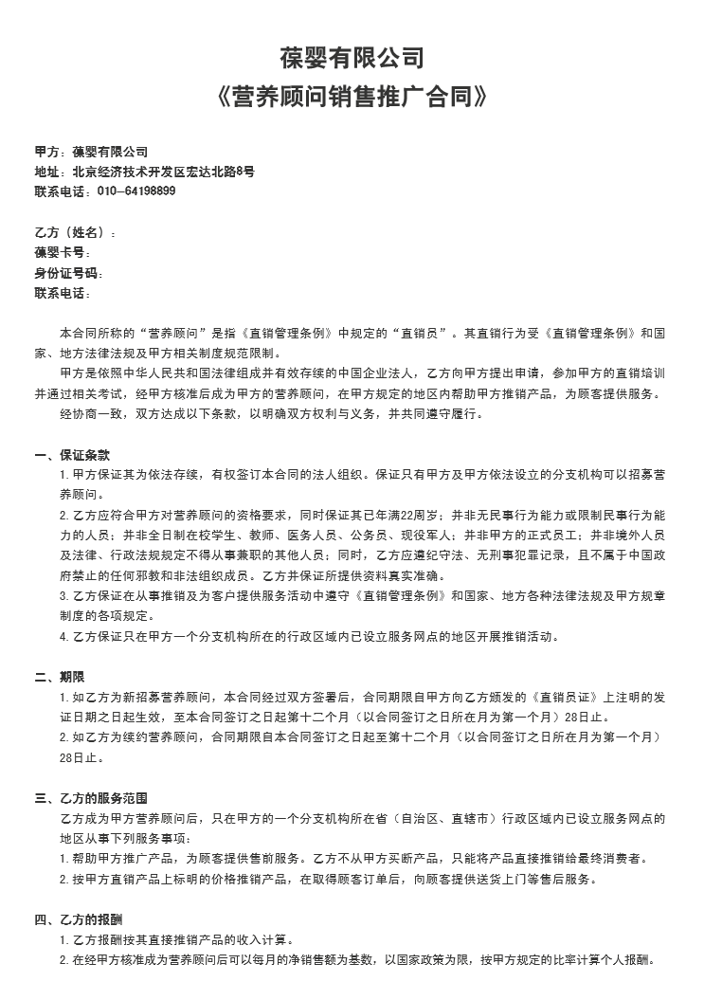 葆婴有限公司
《营养顾问销售推广合同》
甲方：葆婴有限公司
地址：北京经济技术开发区宏达北路8号
联系电话：010-64198899
乙方（姓名）：
葆婴卡号：
身份证号码：
联系电话：
本合同所称的“营养顾问”是指《直销管理条例》中规定的“直销员”。其直销行为受《直销管理条例》和国
家、地方法律法规及甲方相关制度规范限制。
甲方是依照中华人民共和国法律组成并有效存续的中国企业法人，乙方向甲方提出申请，参加甲方的直销培训
并通过相关考试，经甲方核准后成为甲方的营养顾问，在甲方规定的地区内帮助甲方推销产品，为顾客提供服务。
经协商一致，双方达成以下条款，以明确双方权利与义务，并共同遵守履行。
一、保证条款
1.甲方保证其为依法存续，有权签订本合同的法人组织。保证只有甲方及甲方依法设立的分支机构可以招募营
养顾问。
2.乙方应符合甲方对营养顾问的资格要求，同时保证其已年满22周岁；并非无民事行为能力或限制民事行为能
力的人员；并非全日制在校学生、教师、医务人员、公务员、现役军人；并非甲方的正式员工；并非境外人员
及法律、行政法规规定不得从事兼职的其他人员；同时，乙方应遵纪守法、无刑事犯罪记录，且不属于中国政
府禁止的任何邪教和非法组织成员。乙方并保证所提供资料真实准确。
3.乙方保证在从事推销及为客户提供服务活动中遵守《直销管理条例》和国家、地方各种法律法规及甲方规章
制度的各项规定。
4.乙方保证只在甲方一个分支机构所在的行政区域内已设立服务网点的地区开展推销活动。
二、期限
1.如乙方为新招募营养顾问，本合同经过双方签署后，合同期限自甲方向乙方颁发的《直销员证》上注明的发
证日期之日起生效，至本合同签订之日起第十二个月（以合同签订之日所在月为第一个月）28日止。
2.如乙方为续约营养顾问，合同期限自本合同签订之日起至第十二个月（以合同签订之日所在月为第一个月）
28日止。
三、乙方的服务范围
乙方成为甲方营养顾问后，只在甲方的一个分支机构所在省（自治区、直辖市）行政区域内已设立服务网点的
地区从事下列服务事项：
1.帮助甲方推广产品，为顾客提供售前服务。乙方不从甲方买断产品，只能将产品直接推销给最终消费者。
2.按甲方直销产品上标明的价格推销产品，在取得顾客订单后，向顾客提供送货上门等售后服务。
四、乙方的报酬
1.乙方报酬按其直接推销产品的收入计算。
2.在经甲方核准成为营养顾问后可以每月的净销售额为基数，以国家政策为限，按甲方规定的比率计算个人报酬。